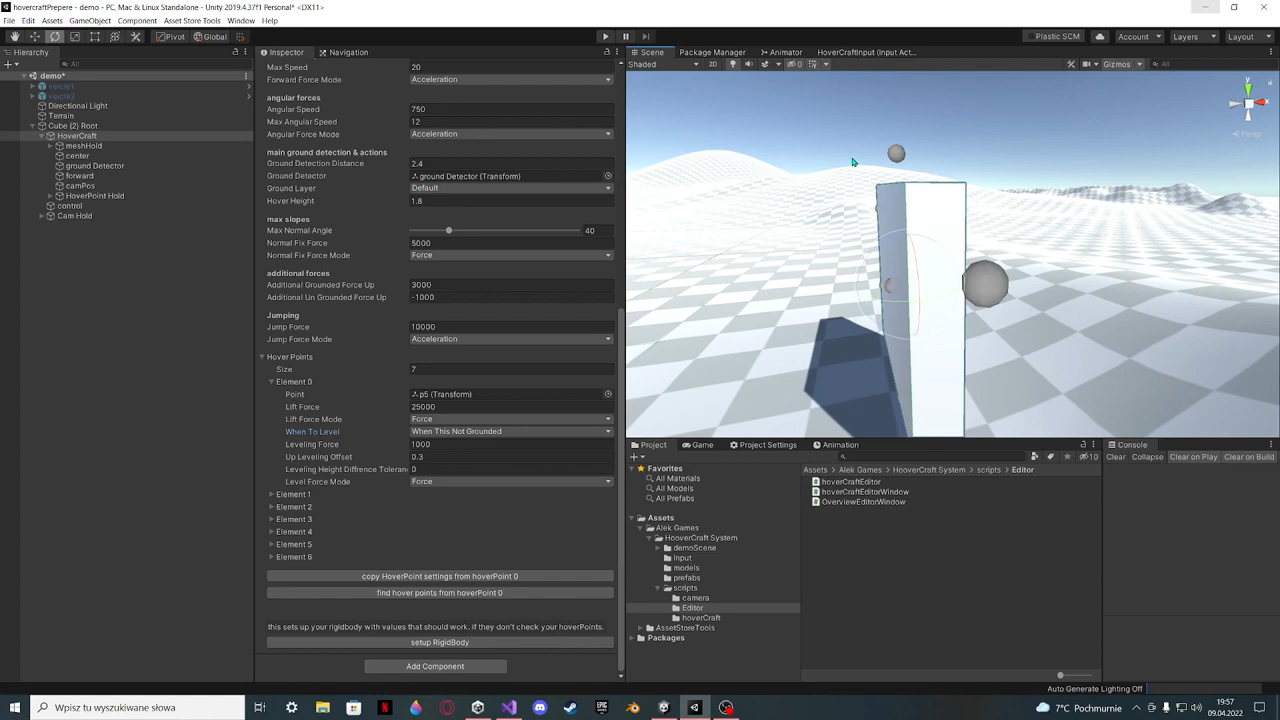 hovercraftPrepere - demo - PC, Mac & Linux Standalone - Unity 2019.4.37f1 Personal* <DX11>
File Edit Assets GameObject Component Asset Store Tools Window Help
Pivot Global
Plastic SCM Account Layers Layout
Hierarchy
All
demo*
veicle1
veicle2
Directional Light
Terrain
Cube (2) Root
HoverCraft
meshHold
center
ground Detector
forward
camPos
HoverPoint Hold
control
Cam Hold
Inspector Navigation
Max Speed 20
Forward Force Mode Acceleration
angular forces
Angular Speed 750
Max Angular Speed 12
Angular Force Mode Acceleration
main ground detection & actions
Ground Detection Distance 2.4
Ground Detector ground Detector (Transform)
Ground Layer Default
Hover Height 1.8
max slopes
Max Normal Angle 40
Normal Fix Force 5000
Normal Fix Force Mode Force
additional forces
Additional Grounded Force Up 3000
Additional Un Grounded Force Up -1000
Jumping
Jump Force 10000
Jump Force Mode Acceleration
Hover Points
Size 7
Element 0
Point p5 (Transform)
Lift Force 25000
Lift Force Mode Force
When To Level When This Not Grounded
Leveling Force 1000
Up Leveling Offset 0.3
Leveling Height Diffrence Toleran 0
Level Force Mode Force
Element 1
Element 2
Element 3
Element 4
Element 5
Element 6
copy HoverPoint settings from hoverPoint 0
find hover points from hoverPoint 0
this sets up your rigidbody with values that should work. if they don't check your hoverPoints.
setup RigidBody
Add Component
Scene Package Manager Animator HoverCraftInput (Input Act...
Shaded 2D 0 Gizmos All
y
x
Persp
Project Game Project Settings Animation
10
Favorites
All Materials
All Models
All Prefabs
Assets
Alek Games
HooverCraft System
demoScene
Input
models
prefabs
scripts
camera
Editor
hoverCraft
AssetStoreTools
Packages
Assets Alek Games HooverCraft System scripts Editor
hoverCraftEditor
hoverCraftEditorWindow
OverviewEditorWindow
Console
Clear Collapse Clear on Play Clear on Build
Auto Generate Lighting Off
Wpisz tu wyszukiwane słowa
7°C Pochmurnie
19:57
09.04.2022